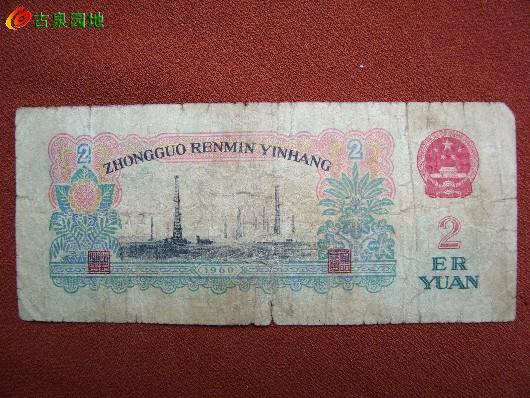 古泉园地
ZHONGGUO RENMIN YINHANG
2
2
1960
2
ER
YUAN